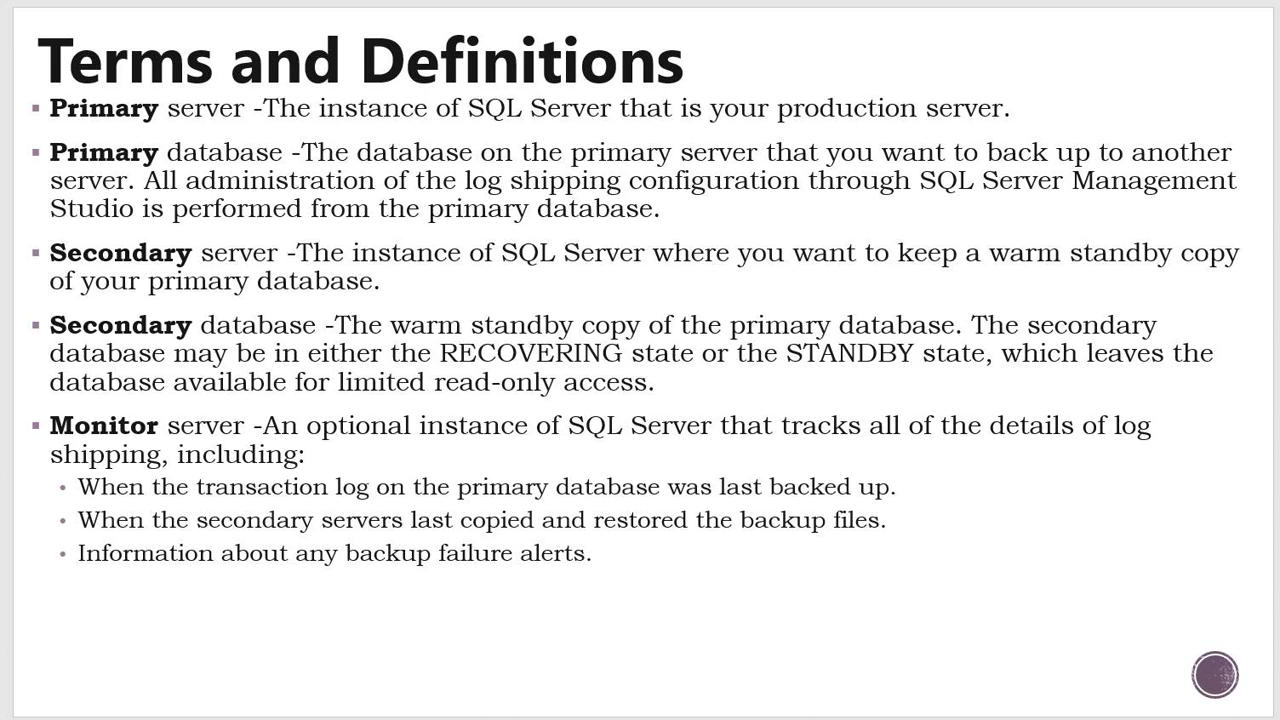 Terms and Definitions
▪ Primary server -The instance of SQL Server that is your production server.
▪ Primary database -The database on the primary server that you want to back up to another
server. All administration of the log shipping configuration through SQL Server Management
Studio is performed from the primary database.
▪ Secondary server -The instance of SQL Server where you want to keep a warm standby copy
of your primary database.
▪ Secondary database -The warm standby copy of the primary database. The secondary
database may be in either the RECOVERING state or the STANDBY state, which leaves the
database available for limited read-only access.
▪ Monitor server -An optional instance of SQL Server that tracks all of the details of log
shipping, including:
• When the transaction log on the primary database was last backed up.
• When the secondary servers last copied and restored the backup files.
• Information about any backup failure alerts.